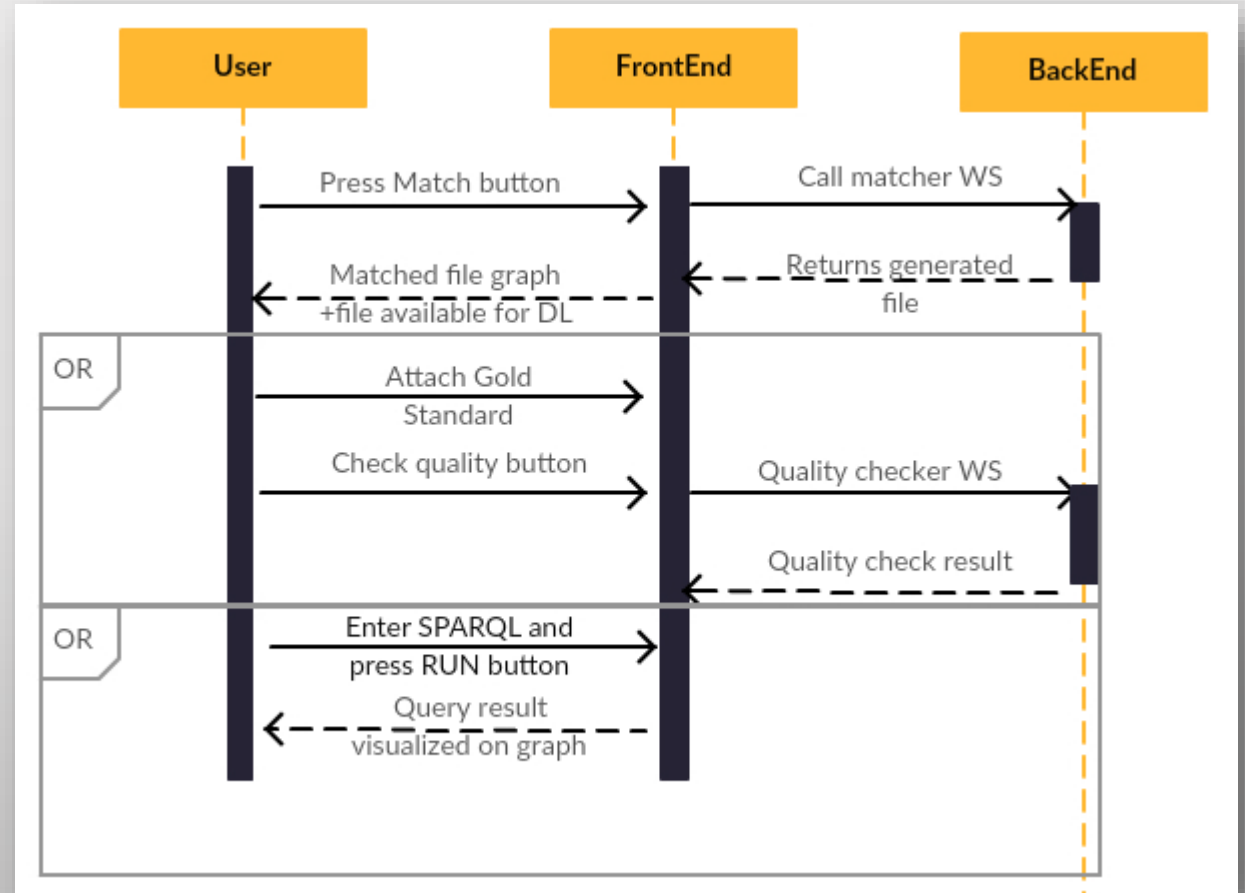 User
FrontEnd
BackEnd
Press Match button
Call matcher WS
Returns generated
file
Matched file graph
+file available for DL
OR
Attach Gold
Standard
Check quality button
Quality checker WS
Quality check result
OR
Enter SPARQL and
press RUN button
Query result
visualized on graph